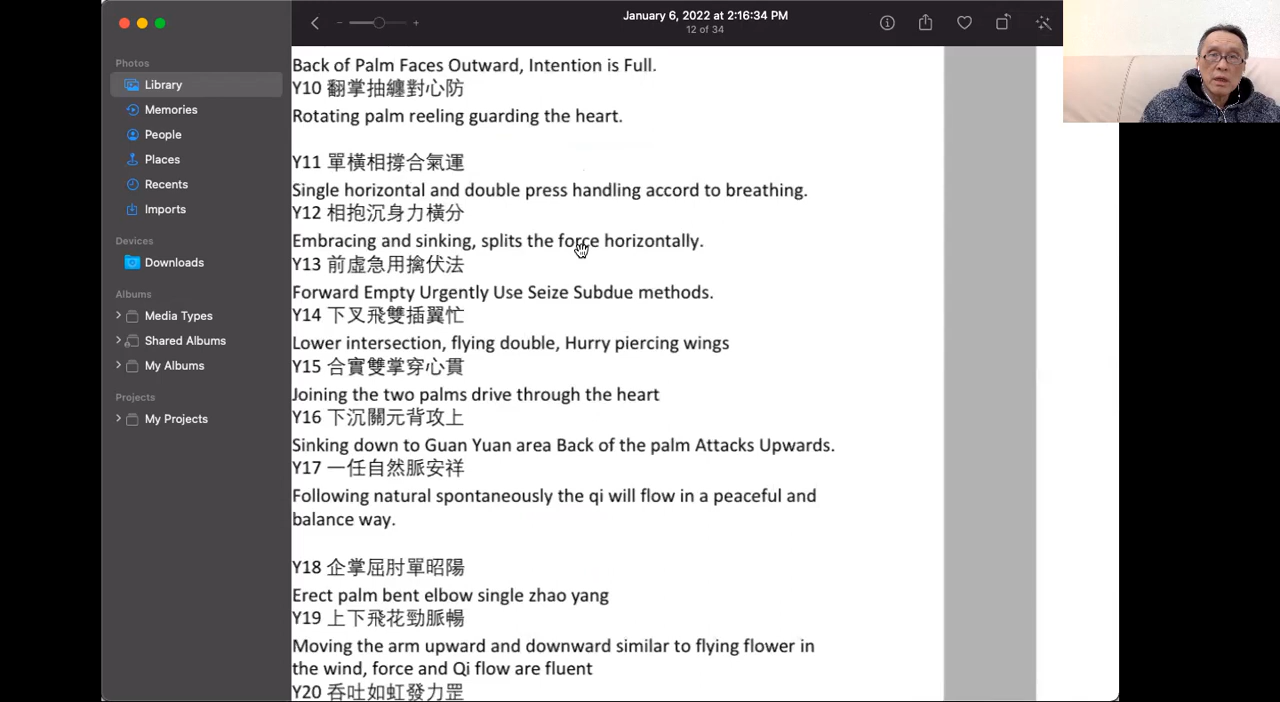 January 6, 2022 at 2:16:34 PM
12 of 34
Photos
Library
Memories
People
Places
Recents
Imports
Devices
Downloads
Albums
Media Types
Shared Albums
My Albums
Projects
My Projects
Back of Palm Faces Outward, Intention is Full.
Y10 翻掌抽纏對心防
Rotating palm reeling guarding the heart.
Y11 單橫相撐合氣運
Single horizontal and double press handling accord to breathing.
Y12 相抱沉身力橫分
Embracing and sinking, splits the force horizontally.
Y13 前虛急用擒伏法
Forward Empty Urgently Use Seize Subdue methods.
Y14 下叉飛雙插翼忙
Lower intersection, flying double, Hurry piercing wings
Y15 合實雙掌穿心貫
Joining the two palms drive through the heart
Y16 下沉關元背攻上
Sinking down to Guan Yuan area Back of the palm Attacks Upwards.
Y17 一任自然脈安祥
Following natural spontaneously the qi will flow in a peaceful and
balance way.
Y18 企掌屈肘單昭陽
Erect palm bent elbow single zhao yang
Y19 上下飛花勁脈暢
Moving the arm upward and downward similar to flying flower in
the wind, force and Qi flow are fluent
Y20 吞吐如虹發力罡